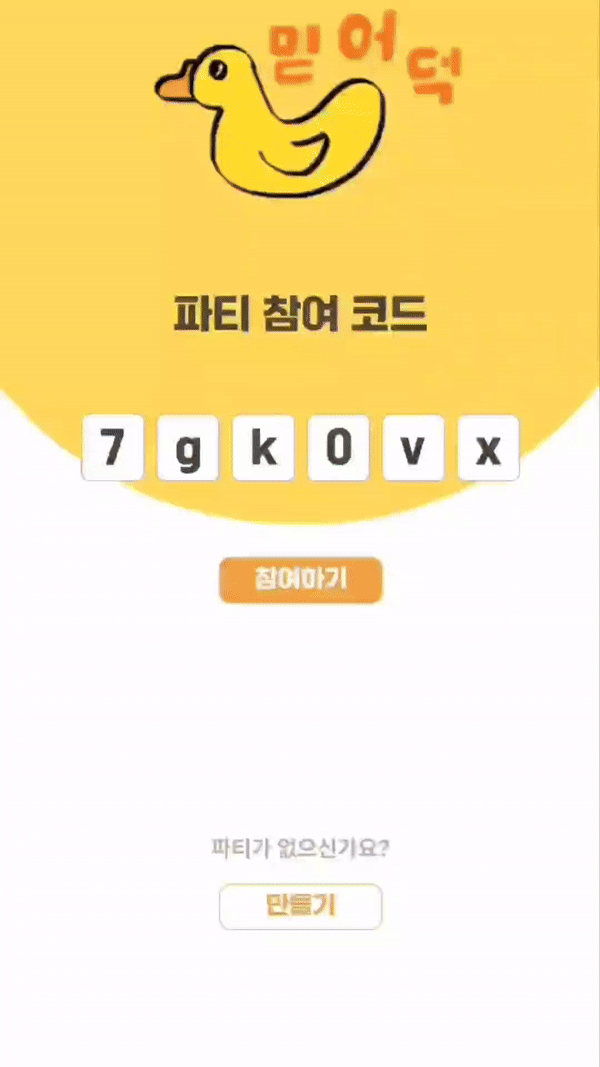 믿어덕
파티 참여 코드
7 g k 0 v x
참여하기
파티가 없으신가요?
만들기